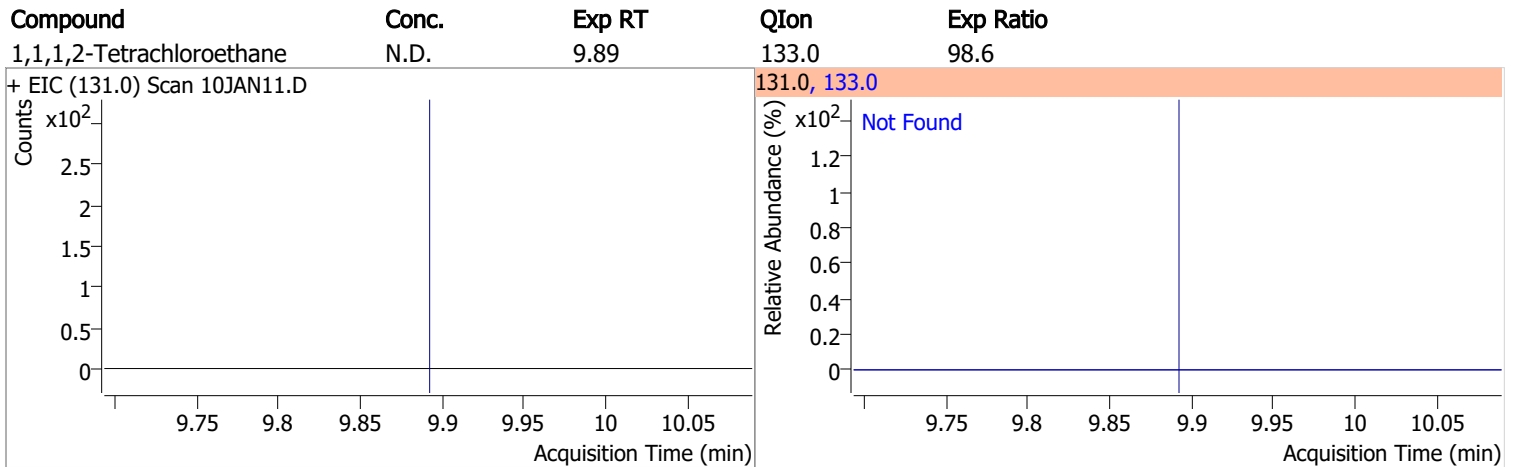 Compound Conc. Exp RT QIon Exp Ratio
1,1,1,2-Tetrachloroethane N.D. 9.89 133.0 98.6
+ EIC (131.0) Scan 10JAN11.D
Counts
x10²
2.5
2
1.5
1
0.5
0
9.75 9.8 9.85 9.9 9.95 10 10.05
Acquisition Time (min)
131.0, 133.0
Relative Abundance (%)
x10²
Not Found
1.2
1
0.8
0.6
0.4
0.2
0
9.75 9.8 9.85 9.9 9.95 10 10.05
Acquisition Time (min)